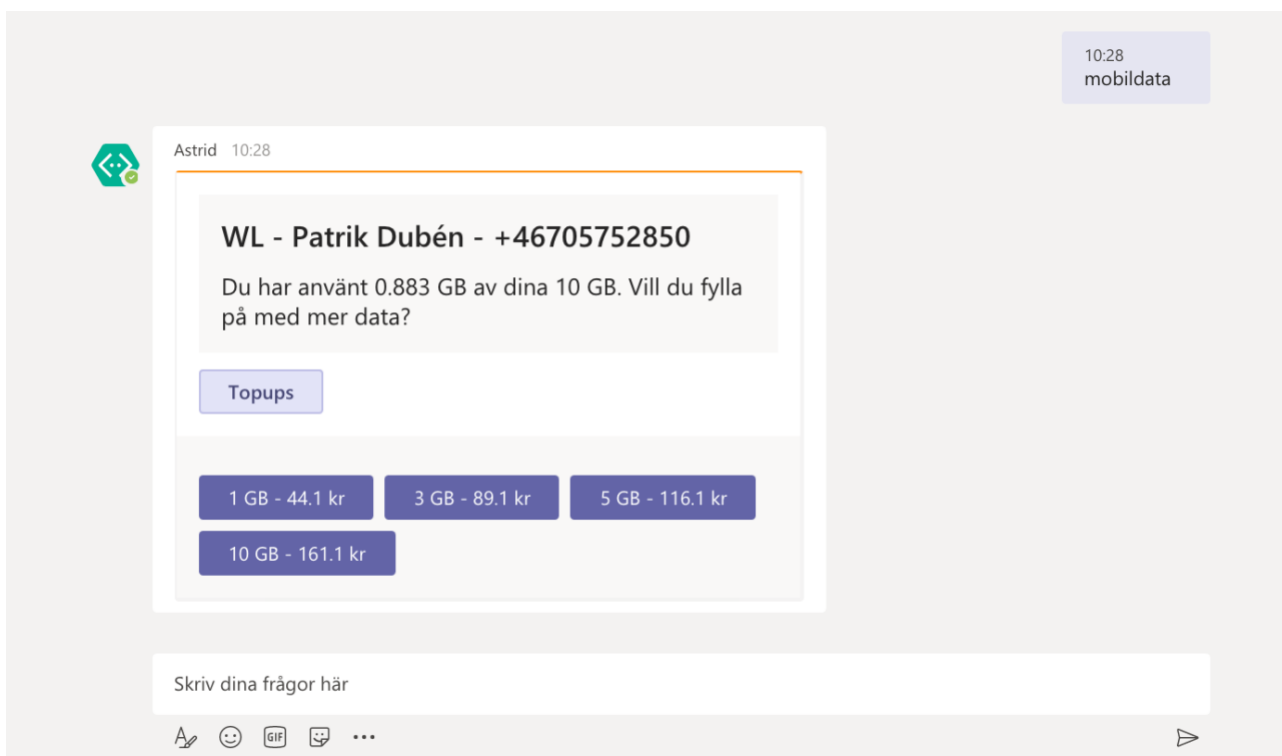 10:28
mobildata
Astrid 10:28
WL - Patrik Dubén - +46705752850
Du har använt 0.883 GB av dina 10 GB. Vill du fylla
på med mer data?
Topups
1 GB - 44.1 kr
3 GB - 89.1 kr
5 GB - 116.1 kr
10 GB - 161.1 kr
Skriv dina frågor här
GIF